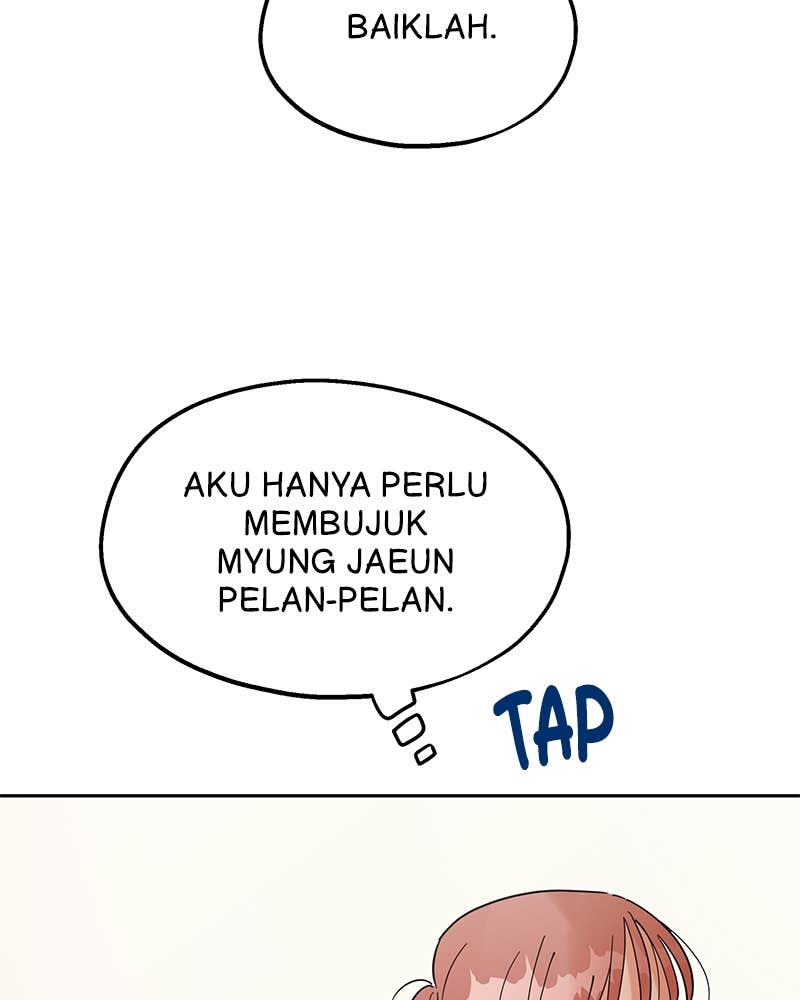 BAIKLAH.
AKU HANYA PERLU
MEMBUJUK
MYUNG JAEUN
PELAN-PELAN.
TAP